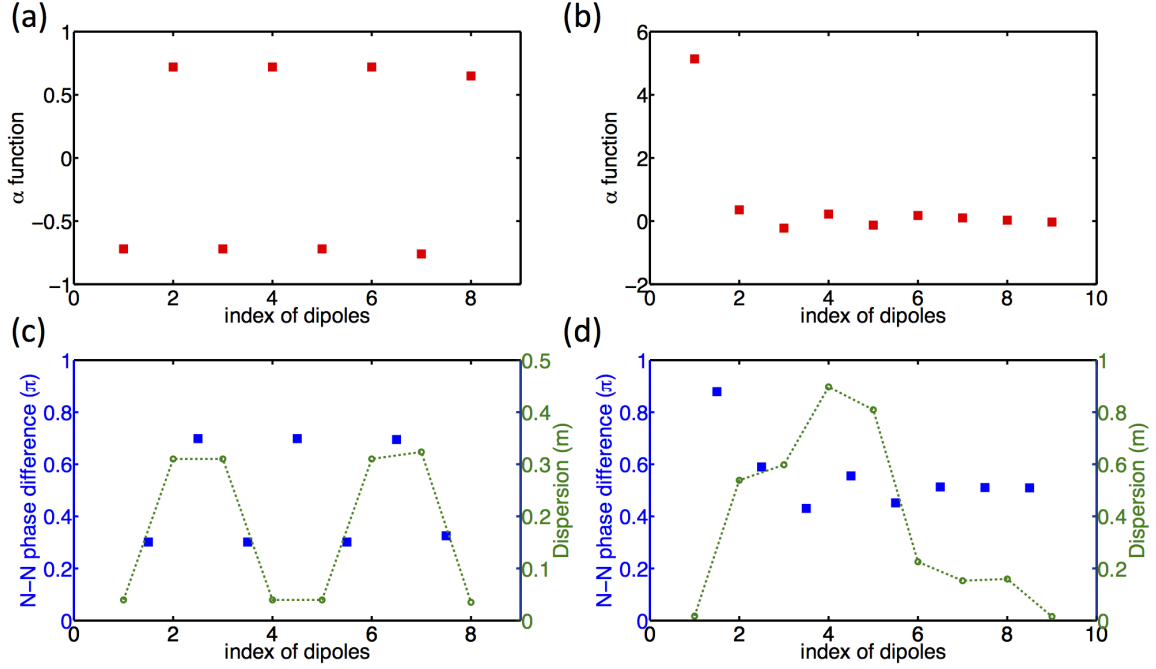 (a)
1
0.5
0
−0.5
−1
α function
0 2 4 6 8
index of dipoles
(b)
6
4
2
0
−2
α function
0 2 4 6 8 10
index of dipoles
(c)
1
0.8
0.6
0.4
0.2
0
N−N phase difference (π)
0.5
0.4
0.3
0.2
0.1
0
Dispersion (m)
0 2 4 6 8
index of dipoles
(d)
1
0.8
0.6
0.4
0.2
0
N−N phase difference (π)
1
0.8
0.6
0.4
0.2
0
Dispersion (m)
0 2 4 6 8 10
index of dipoles